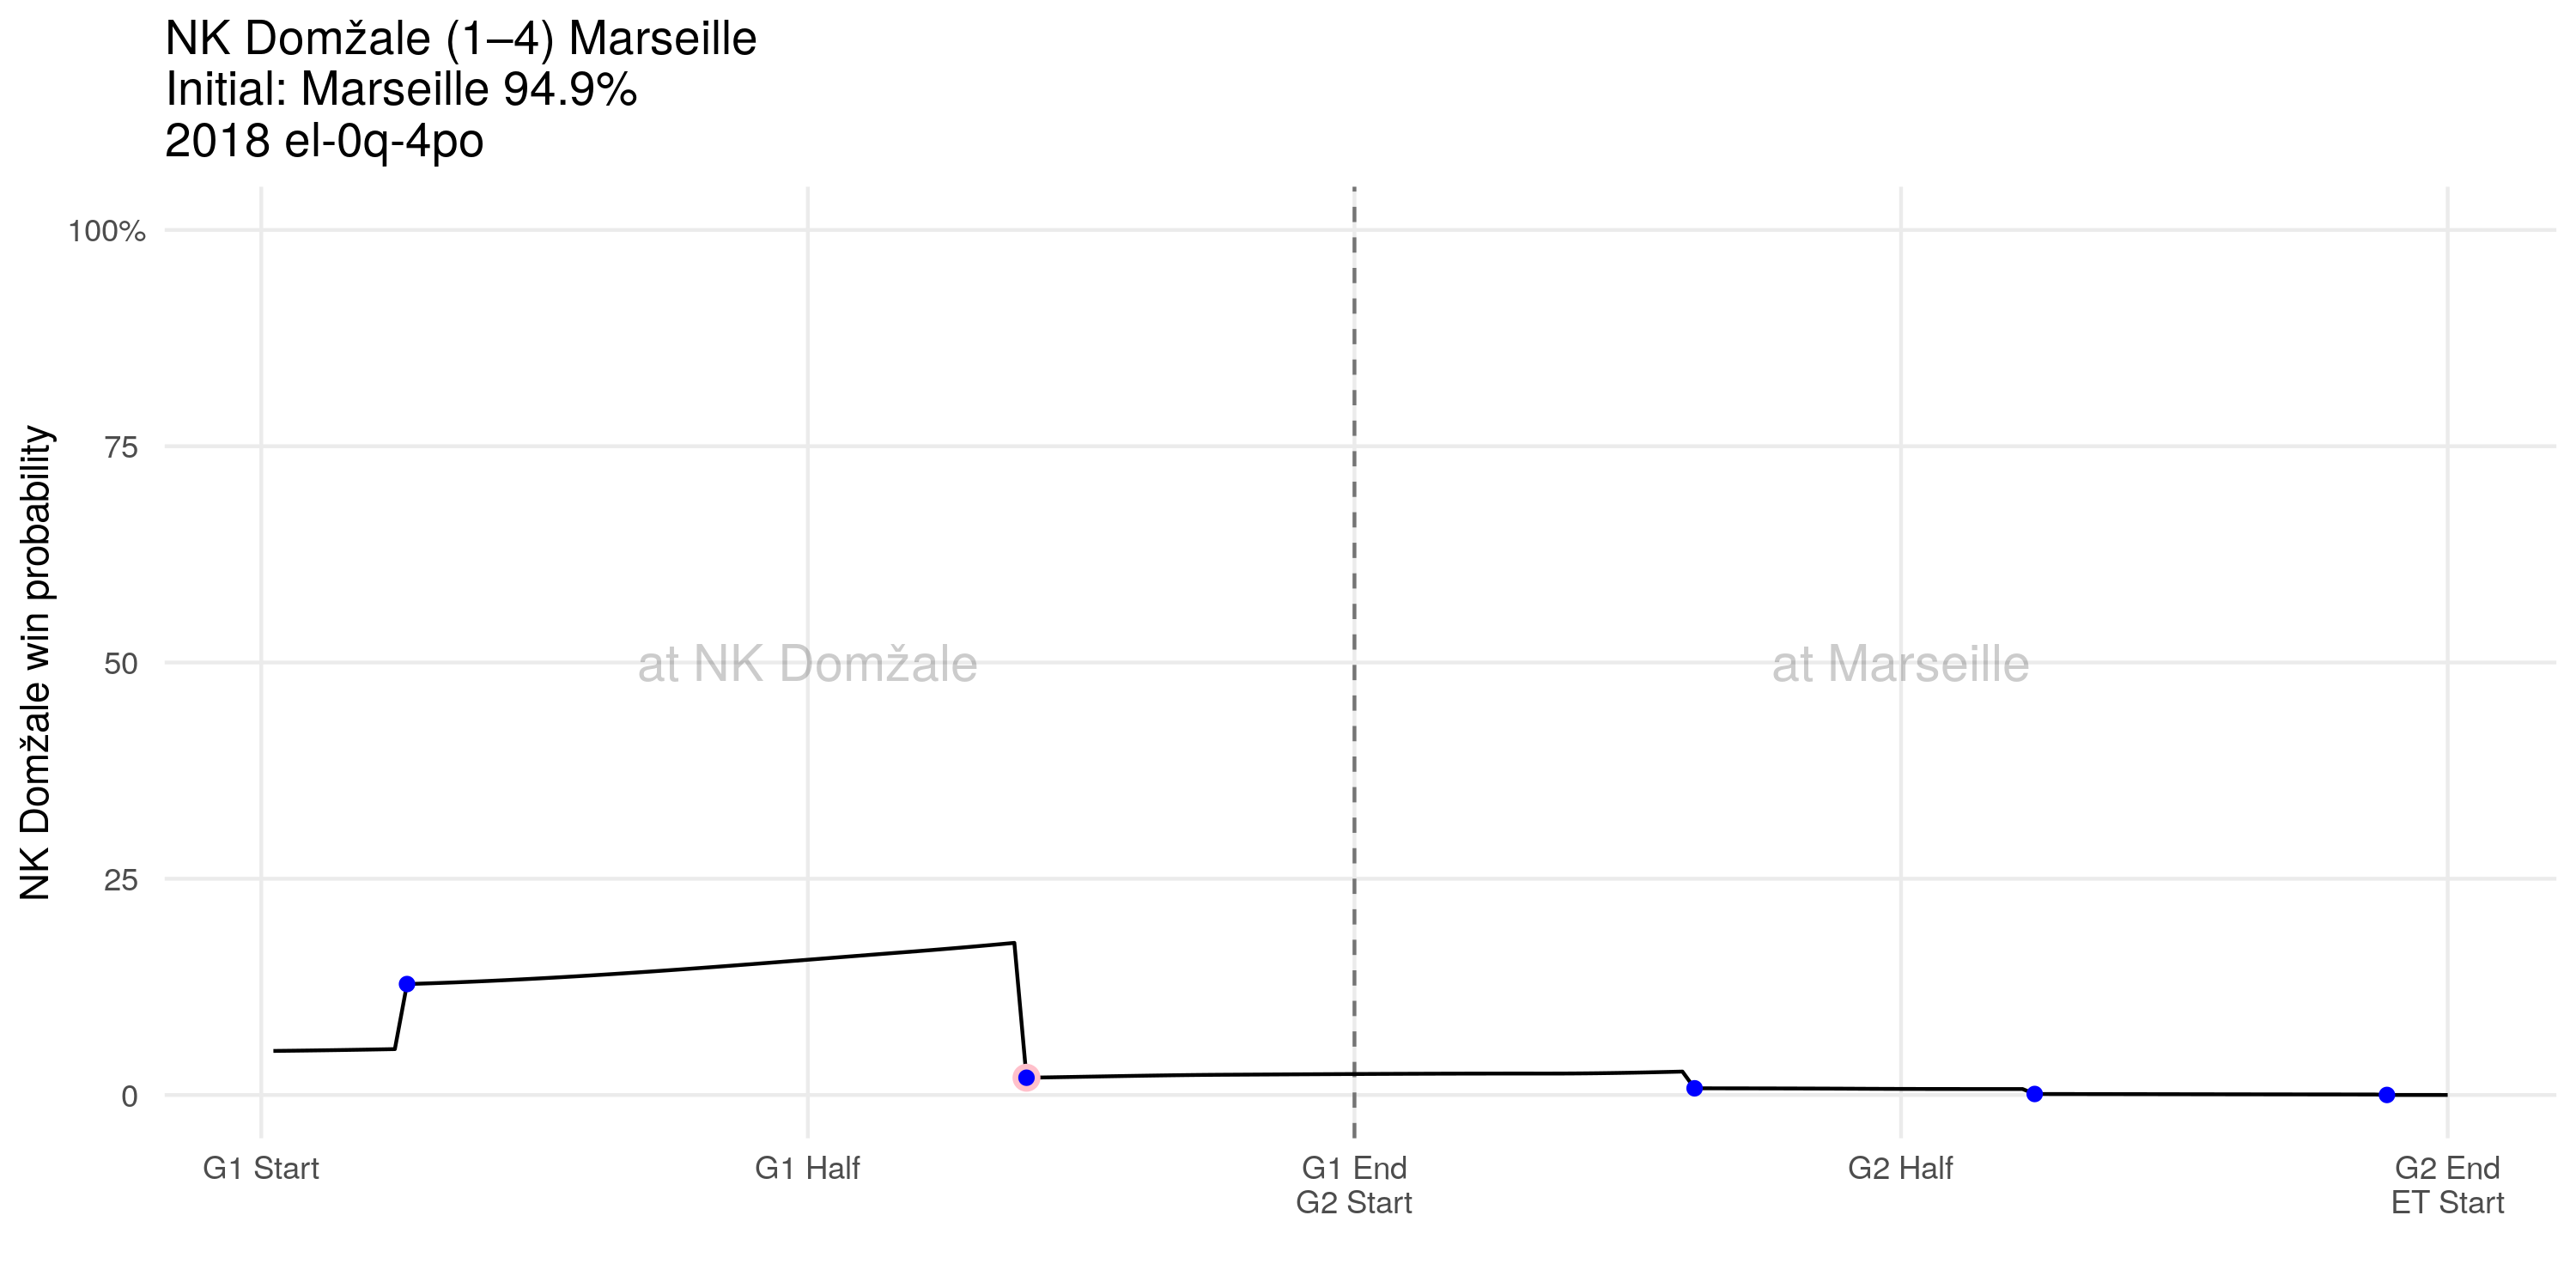 NK Domžale (1–4) Marseille
Initial: Marseille 94.9%
2018 el-0q-4po
NK Domžale win probability
100%
75
50
25
0
at NK Domžale
at Marseille
G1 Start
G1 Half
G1 End
G2 Start
G2 Half
G2 End
ET Start